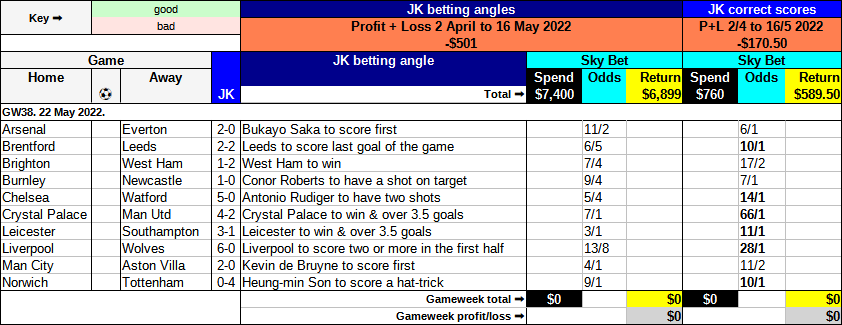 Key ➡ good JK betting angles JK correct scores
bad Profit + Loss 2 April to 16 May 2022 P+L 2/4 to 16/5 2022
-$501 -$170.50
Game JK betting angle Sky Bet Sky Bet
Home Away Spend Odds Return Spend Odds Return
JK Total ➡ $7,400 $6,899 $760 $589.50
GW38. 22 May 2022.
Arsenal Everton 2-0 Bukayo Saka to score first 11/2 6/1
Brentford Leeds 2-2 Leeds to score last goal of the game 6/5 10/1
Brighton West Ham 1-2 West Ham to win 7/4 17/2
Burnley Newcastle 1-0 Conor Roberts to have a shot on target 9/4 7/1
Chelsea Watford 5-0 Antonio Rudiger to have two shots 5/4 14/1
Crystal Palace Man Utd 4-2 Crystal Palace to win & over 3.5 goals 7/1 66/1
Leicester Southampton 3-1 Leicester to win & over 3.5 goals 3/1 11/1
Liverpool Wolves 6-0 Liverpool to score two or more in the first half 13/8 28/1
Man City Aston Villa 2-0 Kevin de Bruyne to score first 4/1 11/2
Norwich Tottenham 0-4 Heung-min Son to score a hat-trick 9/1 10/1
Gameweek total ➡ $0 $0 $0 $0
Gameweek profit/loss ➡ $0 $0